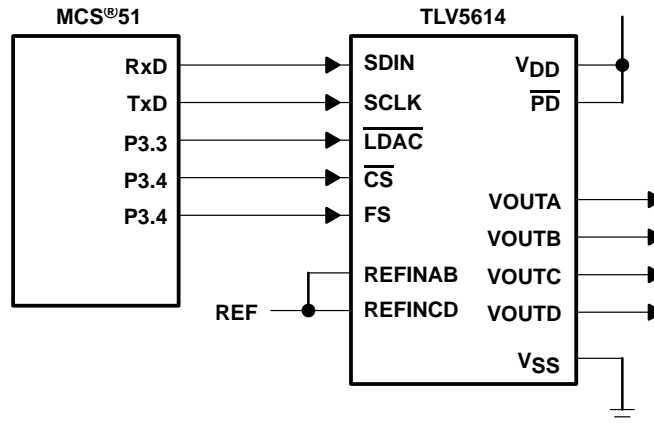 MCS®51
TLV5614
RxD
TxD
P3.3
P3.4
P3.4
SDIN
SCLK
LDAC
CS
FS
REFINAB
REFINCD
REF
VDD
PD
VOUTA
VOUTB
VOUTC
VOUTD
VSS